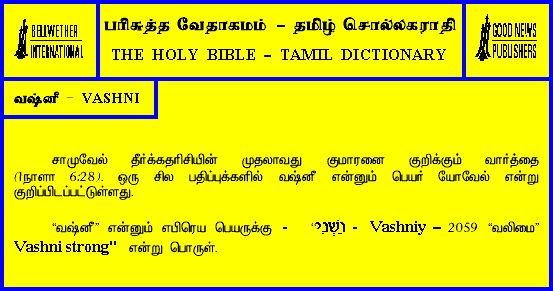 BELLWETHER
INTERNATIONAL
பரிசுத்த வேதாகமம் – தமிழ் சொல்லகராதி
THE HOLY BIBLE – TAMIL DICTIONARY
GOOD NEWS
PUBLISHERS
வஷ்னீ – VASHNI
சாமுவேல் தீர்க்கதரிசியின் முதலாவது குமாரனை குறிக்கும் வார்த்தை
(1நாளா 6:28). ஒரு சில பதிப்புக்களில் வஷ்னீ என்னும் பெயர் யோவேல் என்று
குறிப்பிடப்பட்டுள்ளது.
“வஷ்னீ” என்னும் எபிரெய பெயருக்கு - וַשְׁנִי - Vashniy – 2059 “வலிமை”
Vashni strong" என்று பொருள்.